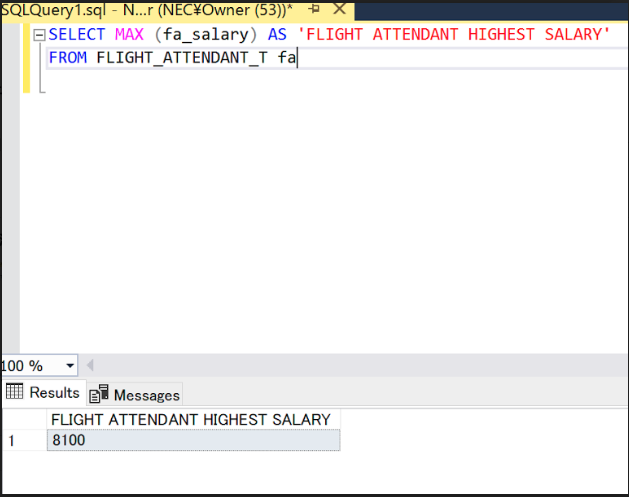 SQLQuery1.sql - N...r (NEC¥Owner (53))*
SELECT MAX (fa_salary) AS 'FLIGHT ATTENDANT HIGHEST SALARY'
FROM FLIGHT_ATTENDANT_T fa
100 %
Results Messages
FLIGHT ATTENDANT HIGHEST SALARY
1 8100